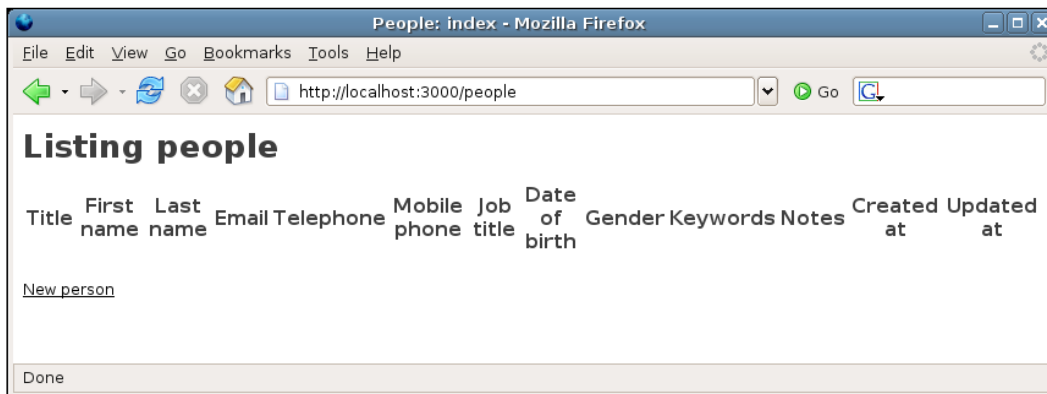 People: index - Mozilla Firefox
File Edit View Go Bookmarks Tools Help
http://localhost:3000/people Go G
Listing people
Title First name Last name Email Telephone Mobile phone Job title Date of birth Gender Keywords Notes Created at Updated at
New person
Done